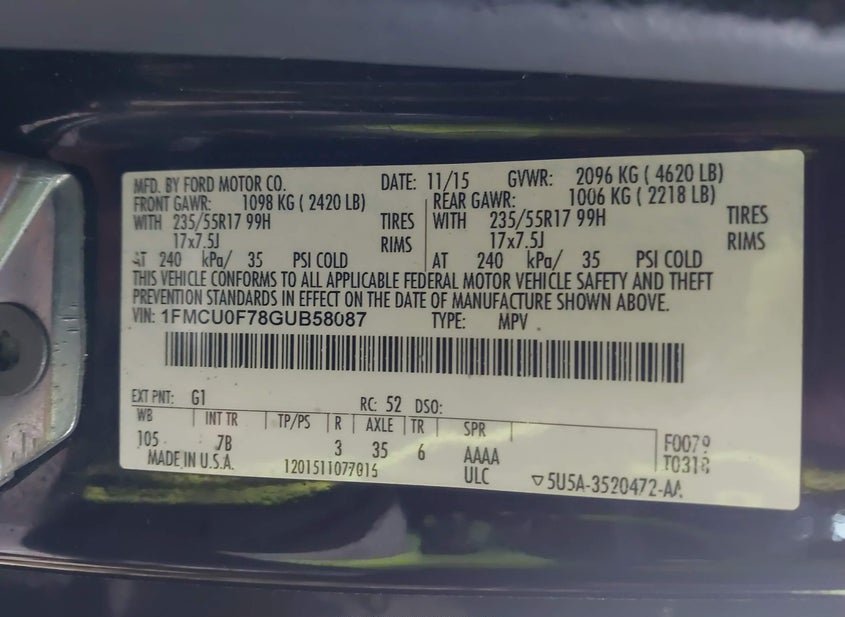 MFD. BY FORD MOTOR CO. DATE: 11/15 GVWR: 2096 KG ( 4620 LB)
FRONT GAWR: 1098 KG ( 2420 LB) REAR GAWR: 1006 KG ( 2218 LB)
WITH 235/55R17 99H TIRES WITH 235/55R17 99H TIRES
17x7.5J RIMS 17x7.5J RIMS
AT 240 kPa/ 35 PSI COLD AT 240 kPa/ 35 PSI COLD
THIS VEHICLE CONFORMS TO ALL APPLICABLE FEDERAL MOTOR VEHICLE SAFETY AND THEFT
PREVENTION STANDARDS IN EFFECT ON THE DATE OF MANUFACTURE SHOWN ABOVE.
VIN: 1FMCU0F78GUB58087 TYPE: MPV
EXT PNT: G1 RC: 52 DSO:
WB INT TR TP/PS R AXLE TR SPR
105 7B 3 35 6 AAAA F0079
MADE IN U.S.A. 1201511077016 ULC T0318
▽5U5A-3520472-AA